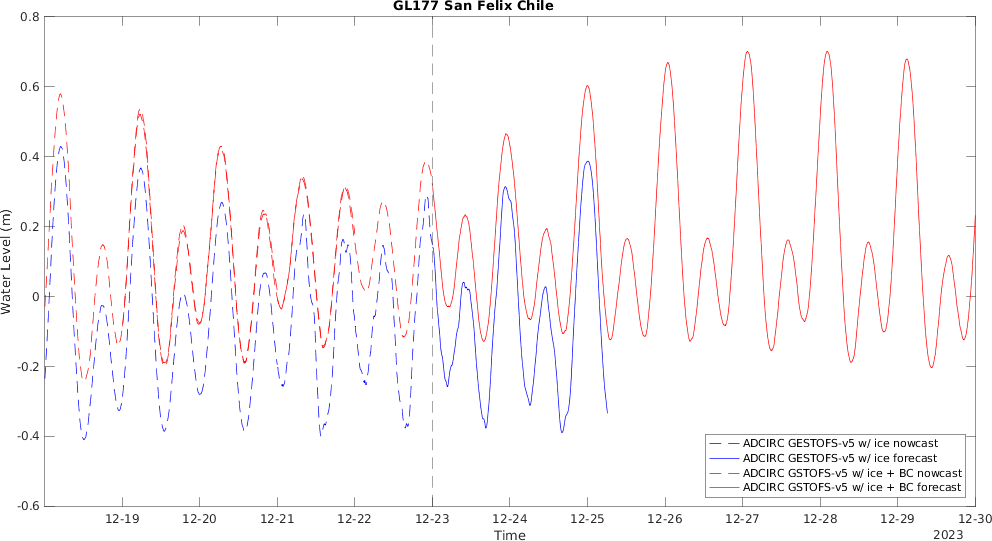 GL177 San Felix Chile
0.8
0.6
0.4
0.2
0
-0.2
-0.4
-0.6
Water Level (m)
12-19 12-20 12-21 12-22 12-23 12-24 12-25 12-26 12-27 12-28 12-29 12-30
Time
2023
ADCIRC GESTOFS-v5 w/ ice nowcast
ADCIRC GESTOFS-v5 w/ ice forecast
ADCIRC GSTOFS-v5 w/ ice + BC nowcast
ADCIRC GSTOFS-v5 w/ ice + BC forecast